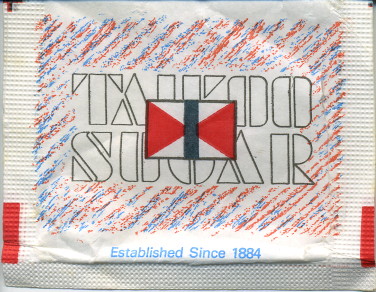 TAIKOO
SUGAR
Established Since 1884